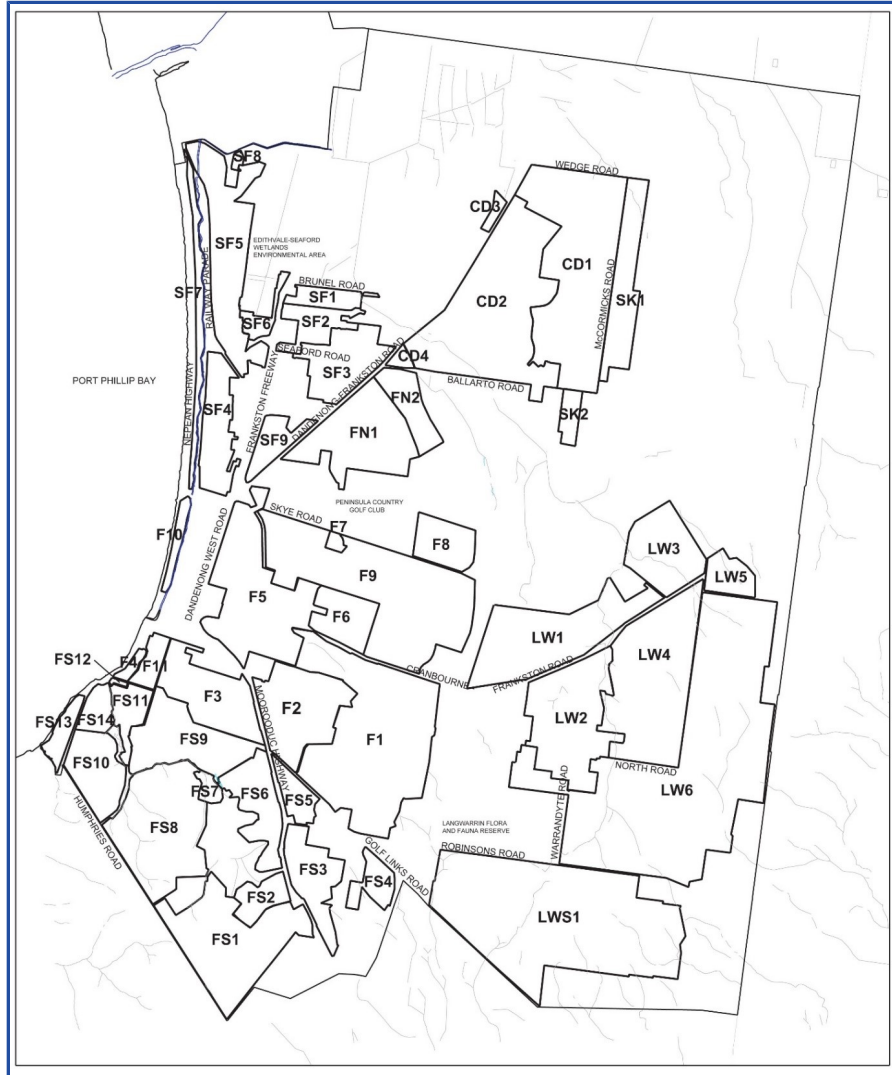 SF8
WEDGE ROAD
CD3
SF5
EDITHVALE-SEAFORD
WETLANDS
ENVIRONMENTAL AREA
RAILWAY PARADE
CD1
SF7
BRUNEL ROAD
SF1
CD2
McCORMICKS ROAD
SK1
SF6
SF2
SEAFORD ROAD
SF3
CD4
DANDENONG FRANKSTON ROAD
BALLARTO ROAD
PORT PHILLIP BAY
NEPEAN HIGHWAY
SF4
FRANKSTON FREEWAY
FN2
SK2
SF9
FN1
PENINSULA COUNTRY
GOLF CLUB
SKYE ROAD
F7
F10
DANDENONG WEST ROAD
F8
LW3
F9
LW5
F5
F6
LW1
LW4
FS12
F4
F11
CRANBOURNE
FRANKSTON ROAD
FS11
F3
MOOROODUC HIGHWAY
F2
FS13
FS14
LW2
FS9
F1
FS10
NORTH ROAD
FS7
FS6
LW6
FS5
WARRANDYTE ROAD
HUMPHRIES ROAD
FS8
LANGWARRIN FLORA
AND FAUNA RESERVE
GOLF LINKS ROAD
ROBINSONS ROAD
FS3
FS4
FS2
LWS1
FS1